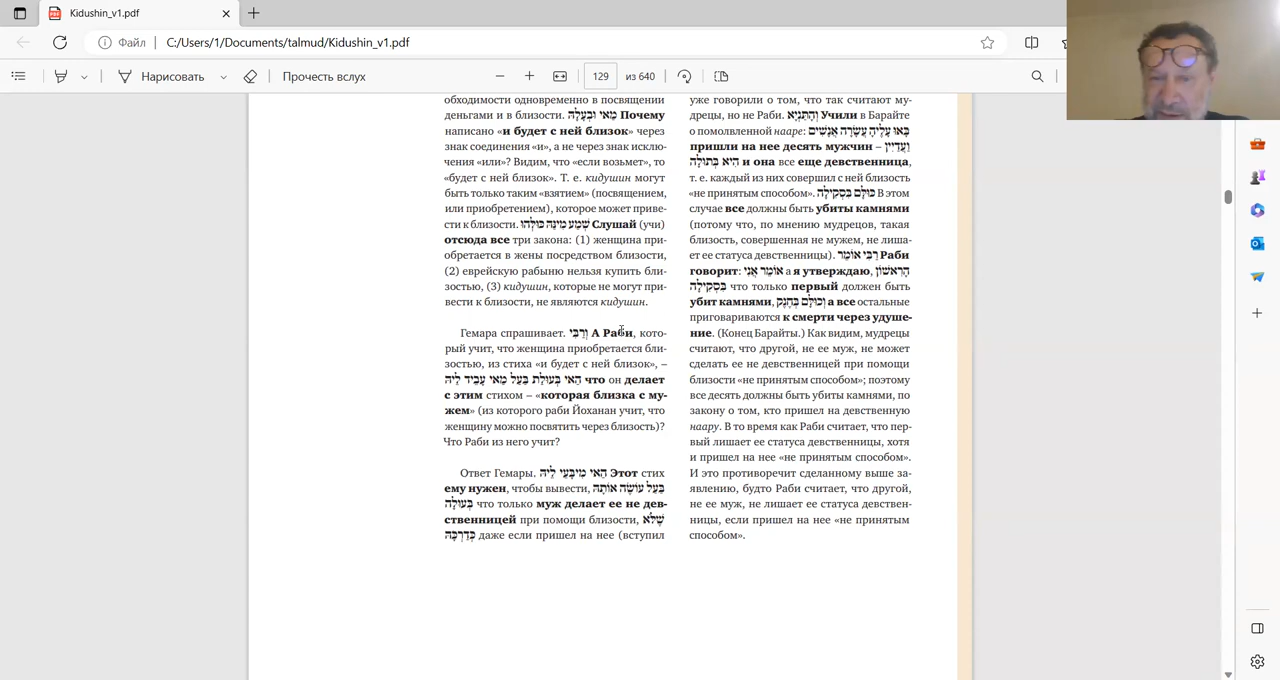 Kidushin_v1.pdf
Файл
C:/Users/1/Documents/talmud/Kidushin_v1.pdf
Нарисовать
Прочесть вслух
129
из 640
обходимости одновременно в посвящении
деньгами и в близости. מַאי וּבְעָלָהּ Почему
написано «и будет с ней близок» через
знак соединения «и», а не через знак исклю-
чения «или»? Видим, что «если возьмет», то
«будет с ней близок». Т. е. кидушин могут
быть только таким «взятием» (посвящением,
или приобретением), которое может приве-
сти к близости. שְׁמַע מִינַּהּ כּוּלְּהוּ Слушай (учи)
отсюда все три закона: (1) женщина при-
обретается в жены посредством близости,
(2) еврейскую рабыню нельзя купить бли-
зостью, (3) кидушин, которые не могут при-
вести к близости, не являются кидушин.
Гемара спрашивает. וְרַבִּי А Раби, кото-
рый учит, что женщина приобретается бли-
зостью, из стиха «и будет с ней близок», –
הַאי בְּעוּלַת בַּעַל מַאי עָבֵיד לֵיהּ что он делает
с этим стихом – «которая близка с му-
жем» (из которого раби Йоханан учит, что
женщину можно посвятить через близость)?
Что Раби из него учит?
Ответ Гемары. הַאי מִיבָּעֵי לֵיהּ Этот стих
ему нужен, чтобы вывести, בַּעַל עוֹשֶׂה אוֹתָהּ
בְּעוּלָה что только муж делает ее не дев-
ственницей при помощи близости, שֶׁלֹּא
כְּדַרְכָּהּ даже если пришел на нее (вступил
уже говорили о том, что так считают му-
дрецы, но не Раби. וְהָתַנְיָא Учили в Барайте
о помолвленной нааре: בָּאוּ עָלֶיהָ עֲשָׂרָה אֲנָשִׁים
пришли на нее десять мужчин – וַעֲדַיִין
הִיא בְּתוּלָה и она все еще девственница,
т. е. каждый из них совершил с ней близость
«не принятым способом». כּוּלָּם בִּסְקִילָה В этом
случае все должны быть убиты камнями
(потому что, по мнению мудрецов, такая
близость, совершенная не мужем, не лиша-
ет ее статуса девственницы). רַבִּי אוֹמֵר Раби
говорит: אוֹמֵר אֲנִי а я утверждаю, הָרִאשׁוֹן
בִּסְקִילָה что только первый должен быть
убит камнями, וְכוּלָּם בְּחֶנֶק а все остальные
приговариваются к смерти через удуше-
ние. (Конец Барайты.) Как видим, мудрецы
считают, что другой, не ее муж, не может
сделать ее не девственницей при помощи
близости «не принятым способом»; поэтому
все десять должны быть убиты камнями, по
закону о том, кто пришел на девственную
наару. В то время как Раби считает, что пер-
вый лишает ее статуса девственницы, хотя
и пришел на нее «не принятым способом».
И это противоречит сделанному выше за-
явлению, будто Раби считает, что другой,
не ее муж, не лишает ее статуса девствен-
ницы, если пришел на нее «не принятым
способом».